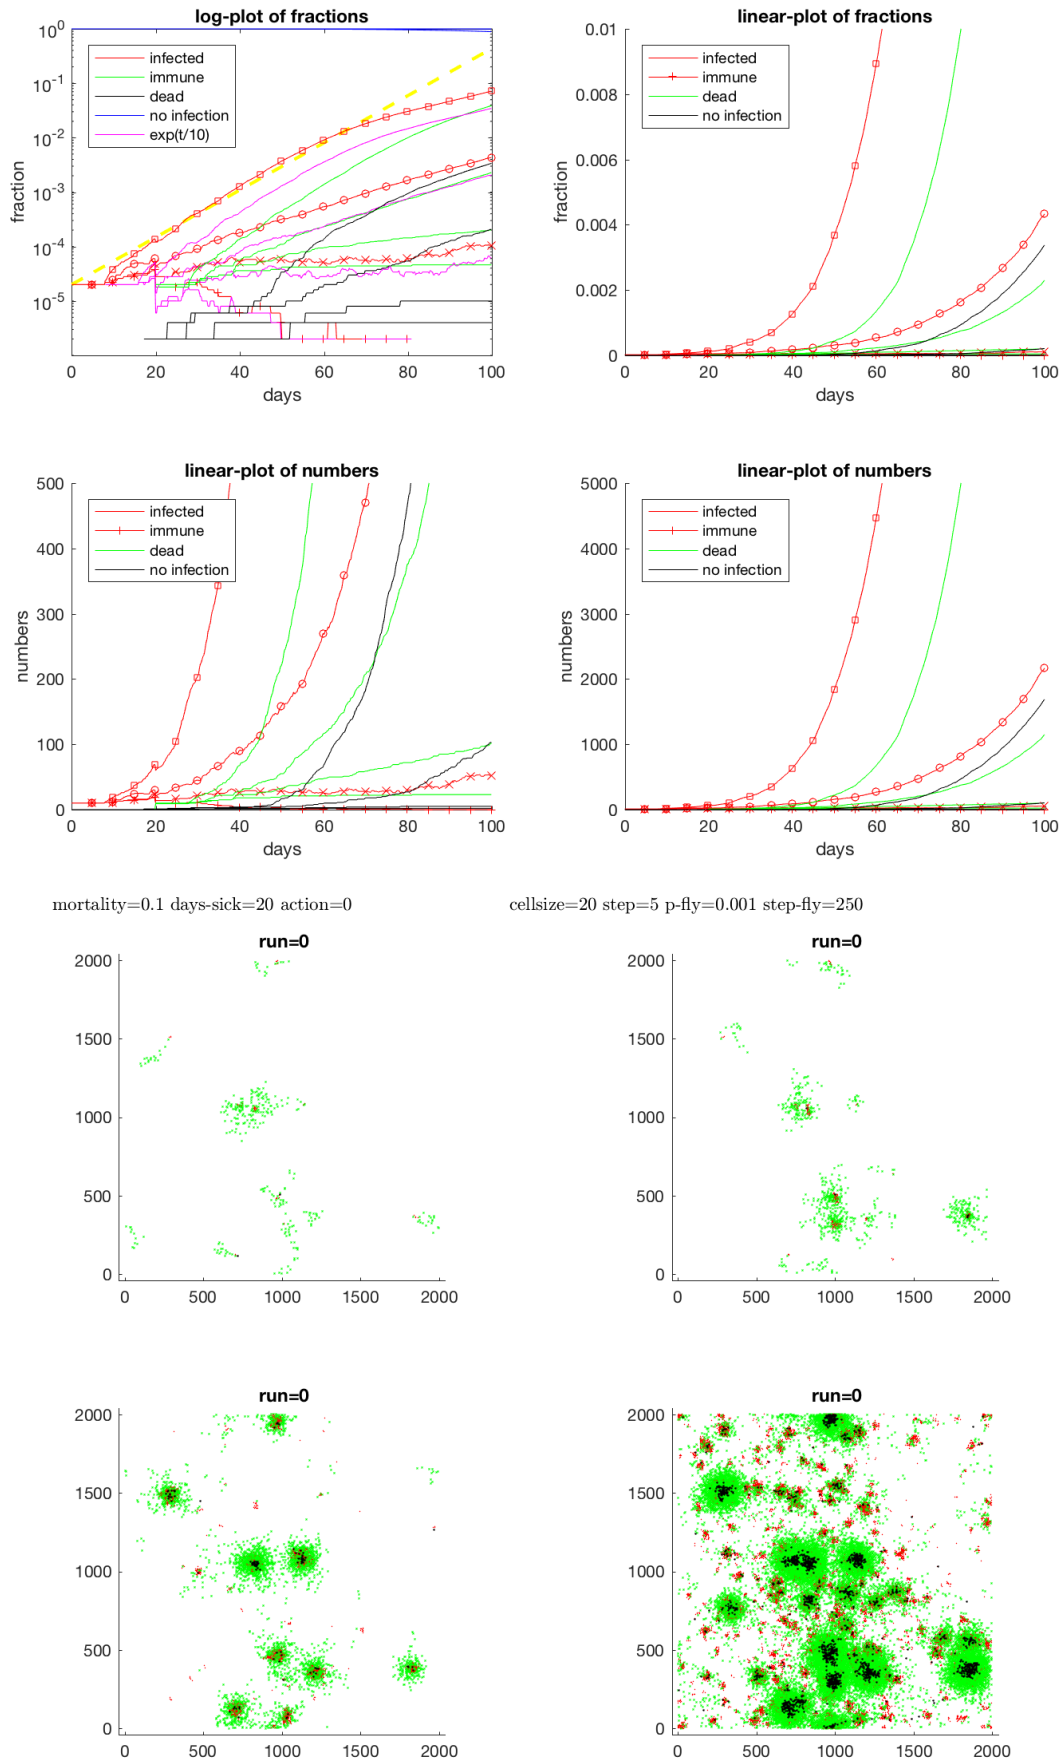 log-plot of fractions
linear-plot of fractions
10^0
10^-1
10^-2
10^-3
10^-4
10^-5
fraction
infected
immune
dead
no infection
exp(t/10)
0 20 40 60 80 100
days
0.01
0.008
0.006
0.004
0.002
0
fraction
infected
immune
dead
no infection
0 20 40 60 80 100
days
linear-plot of numbers
linear-plot of numbers
500
400
300
200
100
0
numbers
infected
immune
dead
no infection
0 20 40 60 80 100
days
5000
4000
3000
2000
1000
0
numbers
infected
immune
dead
no infection
0 20 40 60 80 100
days
mortality=0.1 days-sick=20 action=0
cellsize=20 step=5 p-fly=0.001 step-fly=250
run=0
2000
1500
1000
500
0
0 500 1000 1500 2000
run=0
2000
1500
1000
500
0
0 500 1000 1500 2000
run=0
2000
1500
1000
500
0
0 500 1000 1500 2000
run=0
2000
1500
1000
500
0
0 500 1000 1500 2000